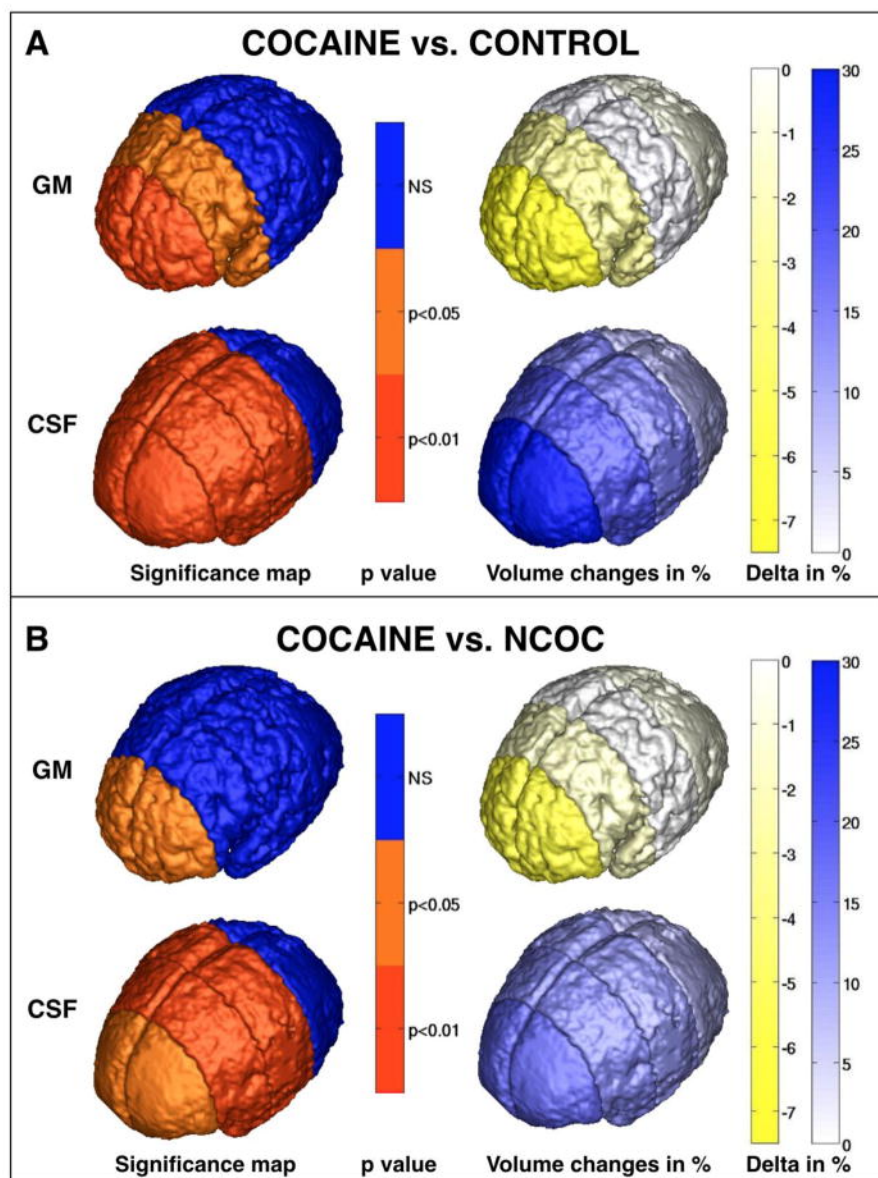 A COCAINE vs. CONTROL
GM
CSF
NS
p<0.05
p<0.01
0
-1
-2
-3
-4
-5
-6
-7
30
25
20
15
10
5
0
Significance map p value Volume changes in % Delta in %
B COCAINE vs. NCOC
GM
CSF
NS
p<0.05
p<0.01
0
-1
-2
-3
-4
-5
-6
-7
30
25
20
15
10
5
0
Significance map p value Volume changes in % Delta in %